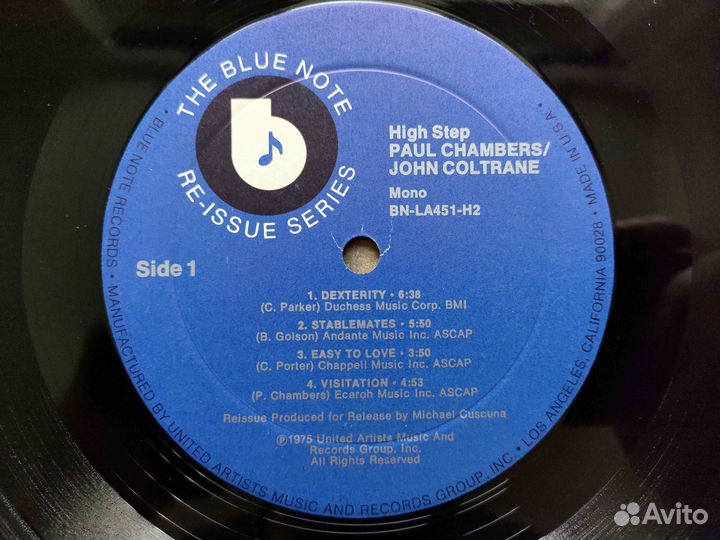 THE BLUE NOTE
RE-ISSUE SERIES
b
High Step
PAUL CHAMBERS/
JOHN COLTRANE
Mono
BN-LA451-H2
Side 1
1. DEXTERITY • 6:38
(C. Parker) Duchess Music Corp. BMI
2. STABLEMATES • 5:50
(B. Golson) Andante Music Inc. ASCAP
3. EASY TO LOVE • 3:50
(C. Porter) Chappell Music Inc. ASCAP
4. VISITATION • 4:53
(P. Chambers) Ecaroh Music Inc. ASCAP
Reissue Produced for Release by Michael Cuscuna
℗1975 United Artists Music And
Records Group, Inc.
All Rights Reserved
• BLUE NOTE RECORDS • MANUFACTURED BY UNITED ARTISTS MUSIC AND RECORDS GROUP, INC. • LOS ANGELES, CALIFORNIA 90028 • MADE IN U.S.A. •
Avito